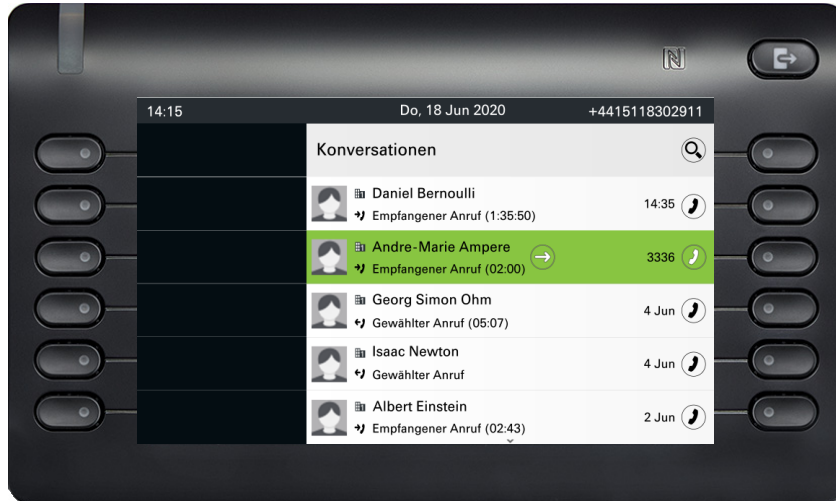 14:15 Do, 18 Jun 2020 +4415118302911
Konversationen
Daniel Bernoulli
Empfangener Anruf (1:35:50) 14:35
Andre-Marie Ampere
Empfangener Anruf (02:00) 3336
Georg Simon Ohm
Gewählter Anruf (05:07) 4 Jun
Isaac Newton
Gewählter Anruf 4 Jun
Albert Einstein
Empfangener Anruf (02:43) 2 Jun